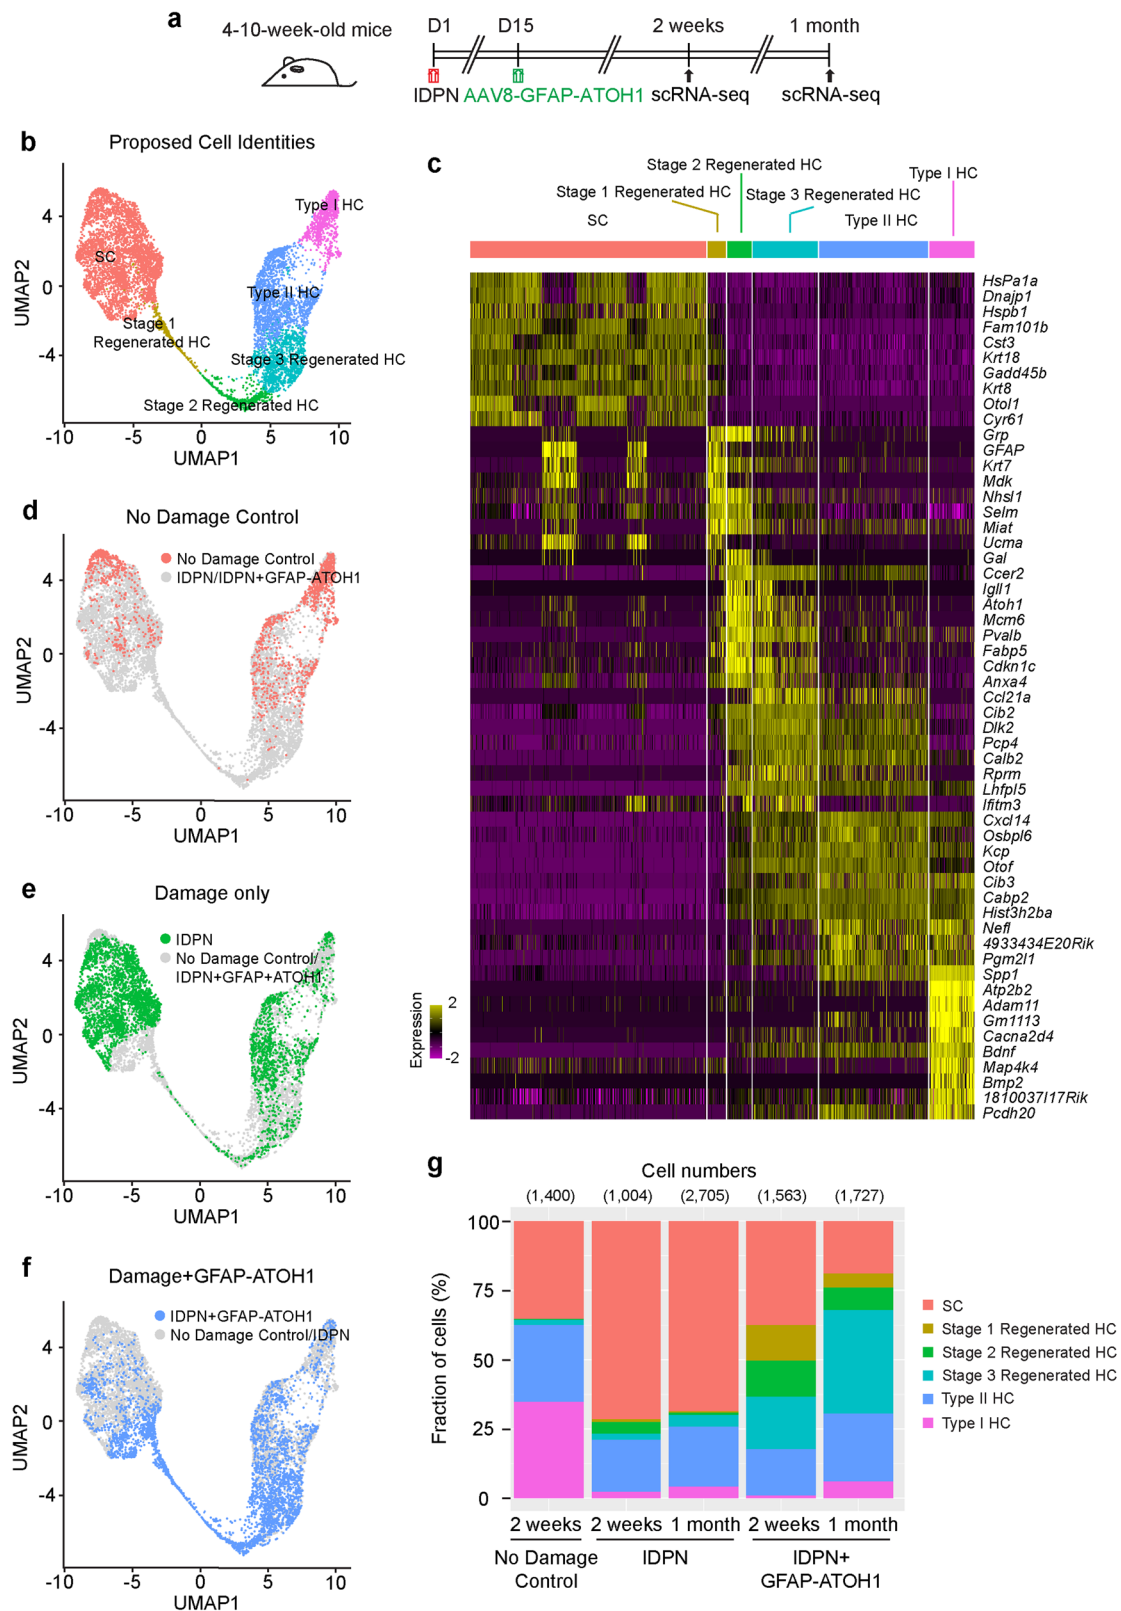 a
4-10-week-old mice
D1
D15
2 weeks
1 month
IDPN
AAV8-GFAP-ATOH1
scRNA-seq
scRNA-seq
b
Proposed Cell Identities
UMAP2
4
0
-4
SC
Type I HC
Type II HC
Stage 1
Regenerated HC
Stage 3 Regenerated HC
Stage 2 Regenerated HC
-10
-5
0
5
10
UMAP1
c
Stage 2 Regenerated HC
Stage 1 Regenerated HC
Stage 3 Regenerated HC
Type I HC
SC
Type II HC
HsPa1a
Dnajp1
Hspb1
Fam101b
Cst3
Krt18
Gadd45b
Krt8
Otol1
Cyr61
Grp
GFAP
Krt7
Mdk
Nhsl1
Selm
Miat
Ucma
Gal
Ccer2
Igll1
Atoh1
Mcm6
Pvalb
Fabp5
Cdkn1c
Anxa4
Ccl21a
Cib2
Dlk2
Pcp4
Calb2
Rprm
Lhfpl5
Ifitm3
Cxcl14
Osbpl6
Kcp
Otof
Cib3
Cabp2
Hist3h2ba
Nefl
4933434E20Rik
Pgm2l1
Spp1
Atp2b2
Adam11
Gm1113
Cacna2d4
Bdnf
Map4k4
Bmp2
1810037I17Rik
Pcdh20
Expression
2
-2
d
No Damage Control
No Damage Control
IDPN/IDPN+GFAP-ATOH1
UMAP2
4
0
-4
-10
-5
0
5
10
UMAP1
e
Damage only
IDPN
No Damage Control/
IDPN+GFAP+ATOH1
UMAP2
4
0
-4
-10
-5
0
5
10
UMAP1
f
Damage+GFAP-ATOH1
IDPN+GFAP-ATOH1
No Damage Control/IDPN
UMAP2
4
0
-4
-10
-5
0
5
10
UMAP1
g
Cell numbers
(1,400)
(1,004)
(2,705)
(1,563)
(1,727)
Fraction of cells (%)
100
75
50
25
0
2 weeks
2 weeks
1 month
2 weeks
1 month
No Damage
Control
IDPN
IDPN+
GFAP-ATOH1
SC
Stage 1 Regenerated HC
Stage 2 Regenerated HC
Stage 3 Regenerated HC
Type II HC
Type I HC